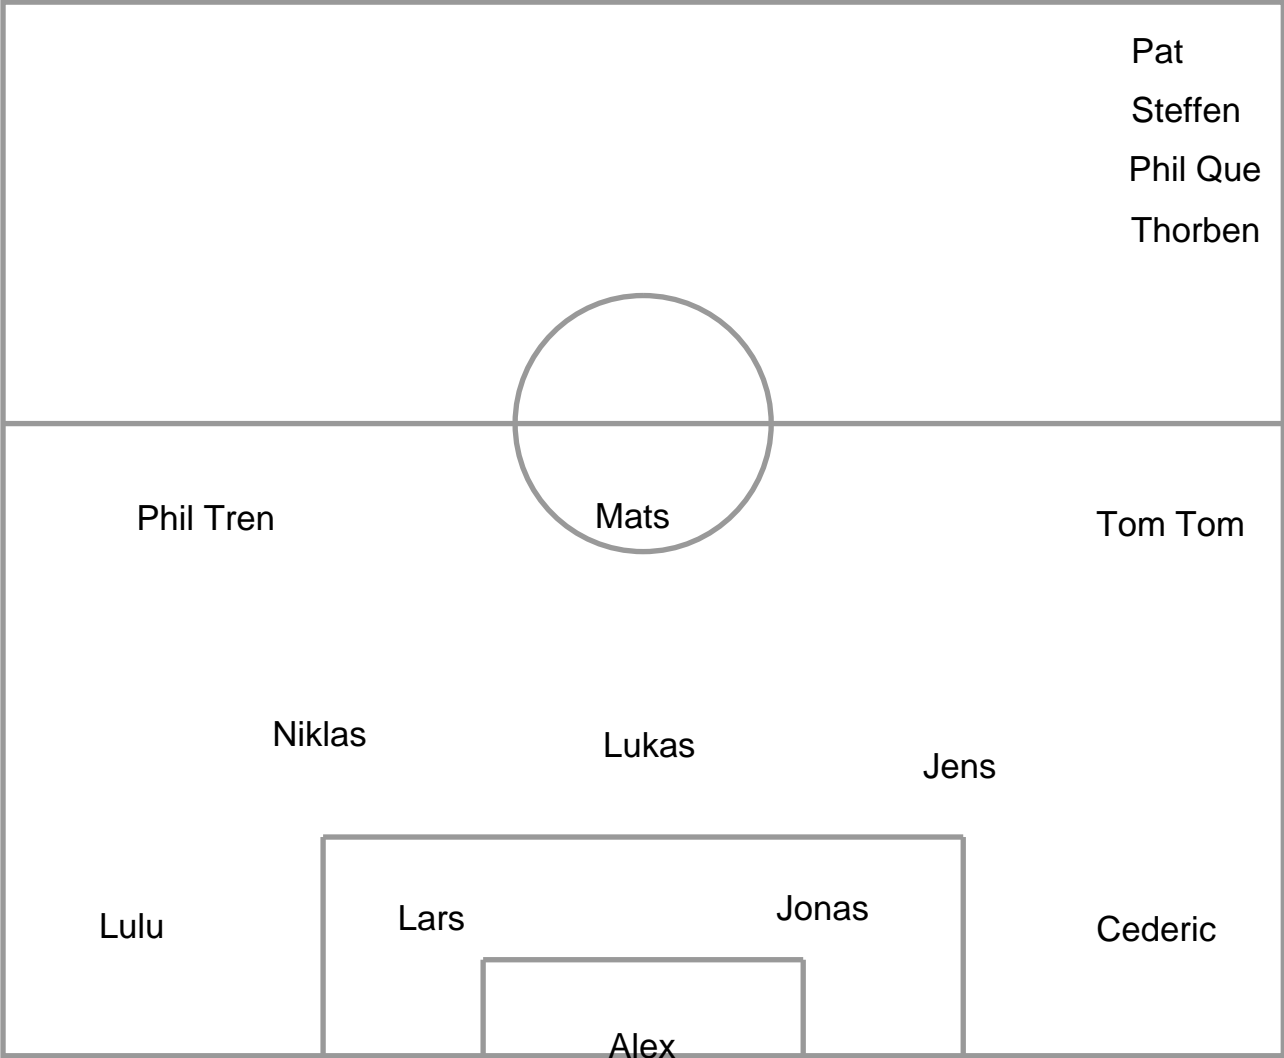 Pat
Steffen
Phil Que
Thorben
Phil Tren
Mats
Tom Tom
Niklas
Lukas
Jens
Lulu
Lars
Jonas
Cederic
Alex